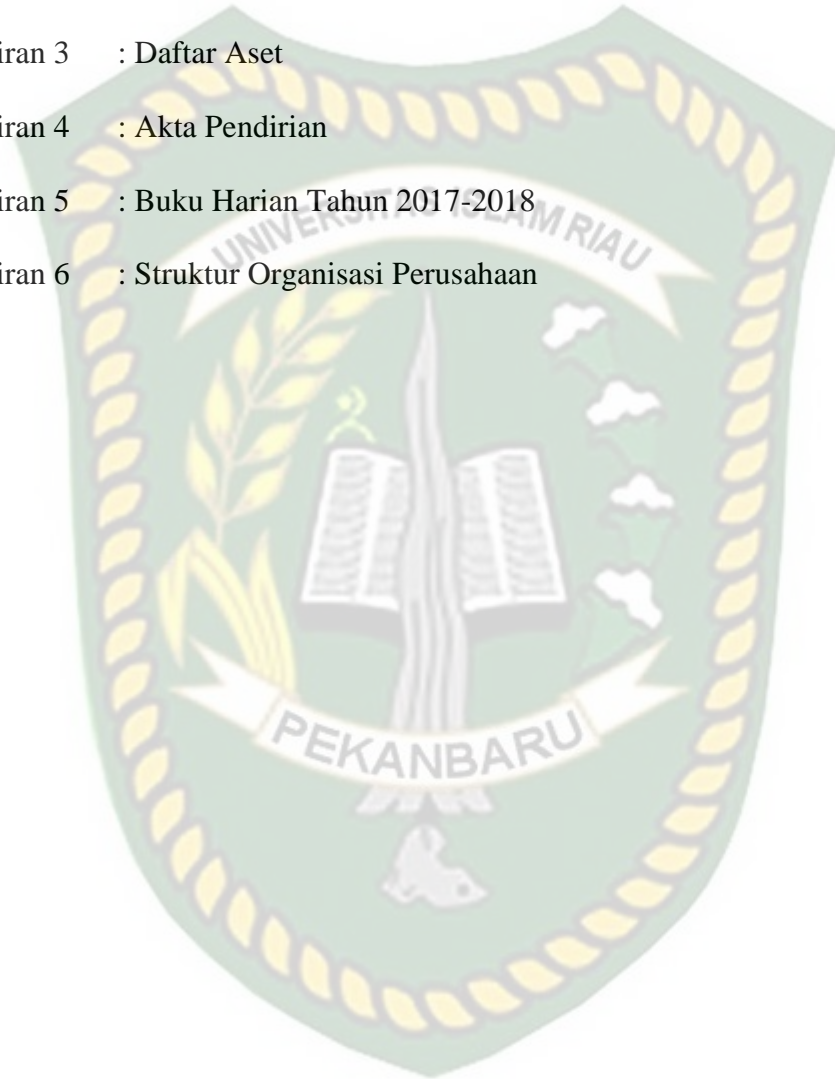 iran 3 : Daftar Aset
iran 4 : Akta Pendirian
iran 5 : Buku Harian Tahun 2017-2018
iran 6 : Struktur Organisasi Perusahaan
UNIVERSITAS ISLAM RIAU
PEKANBARU